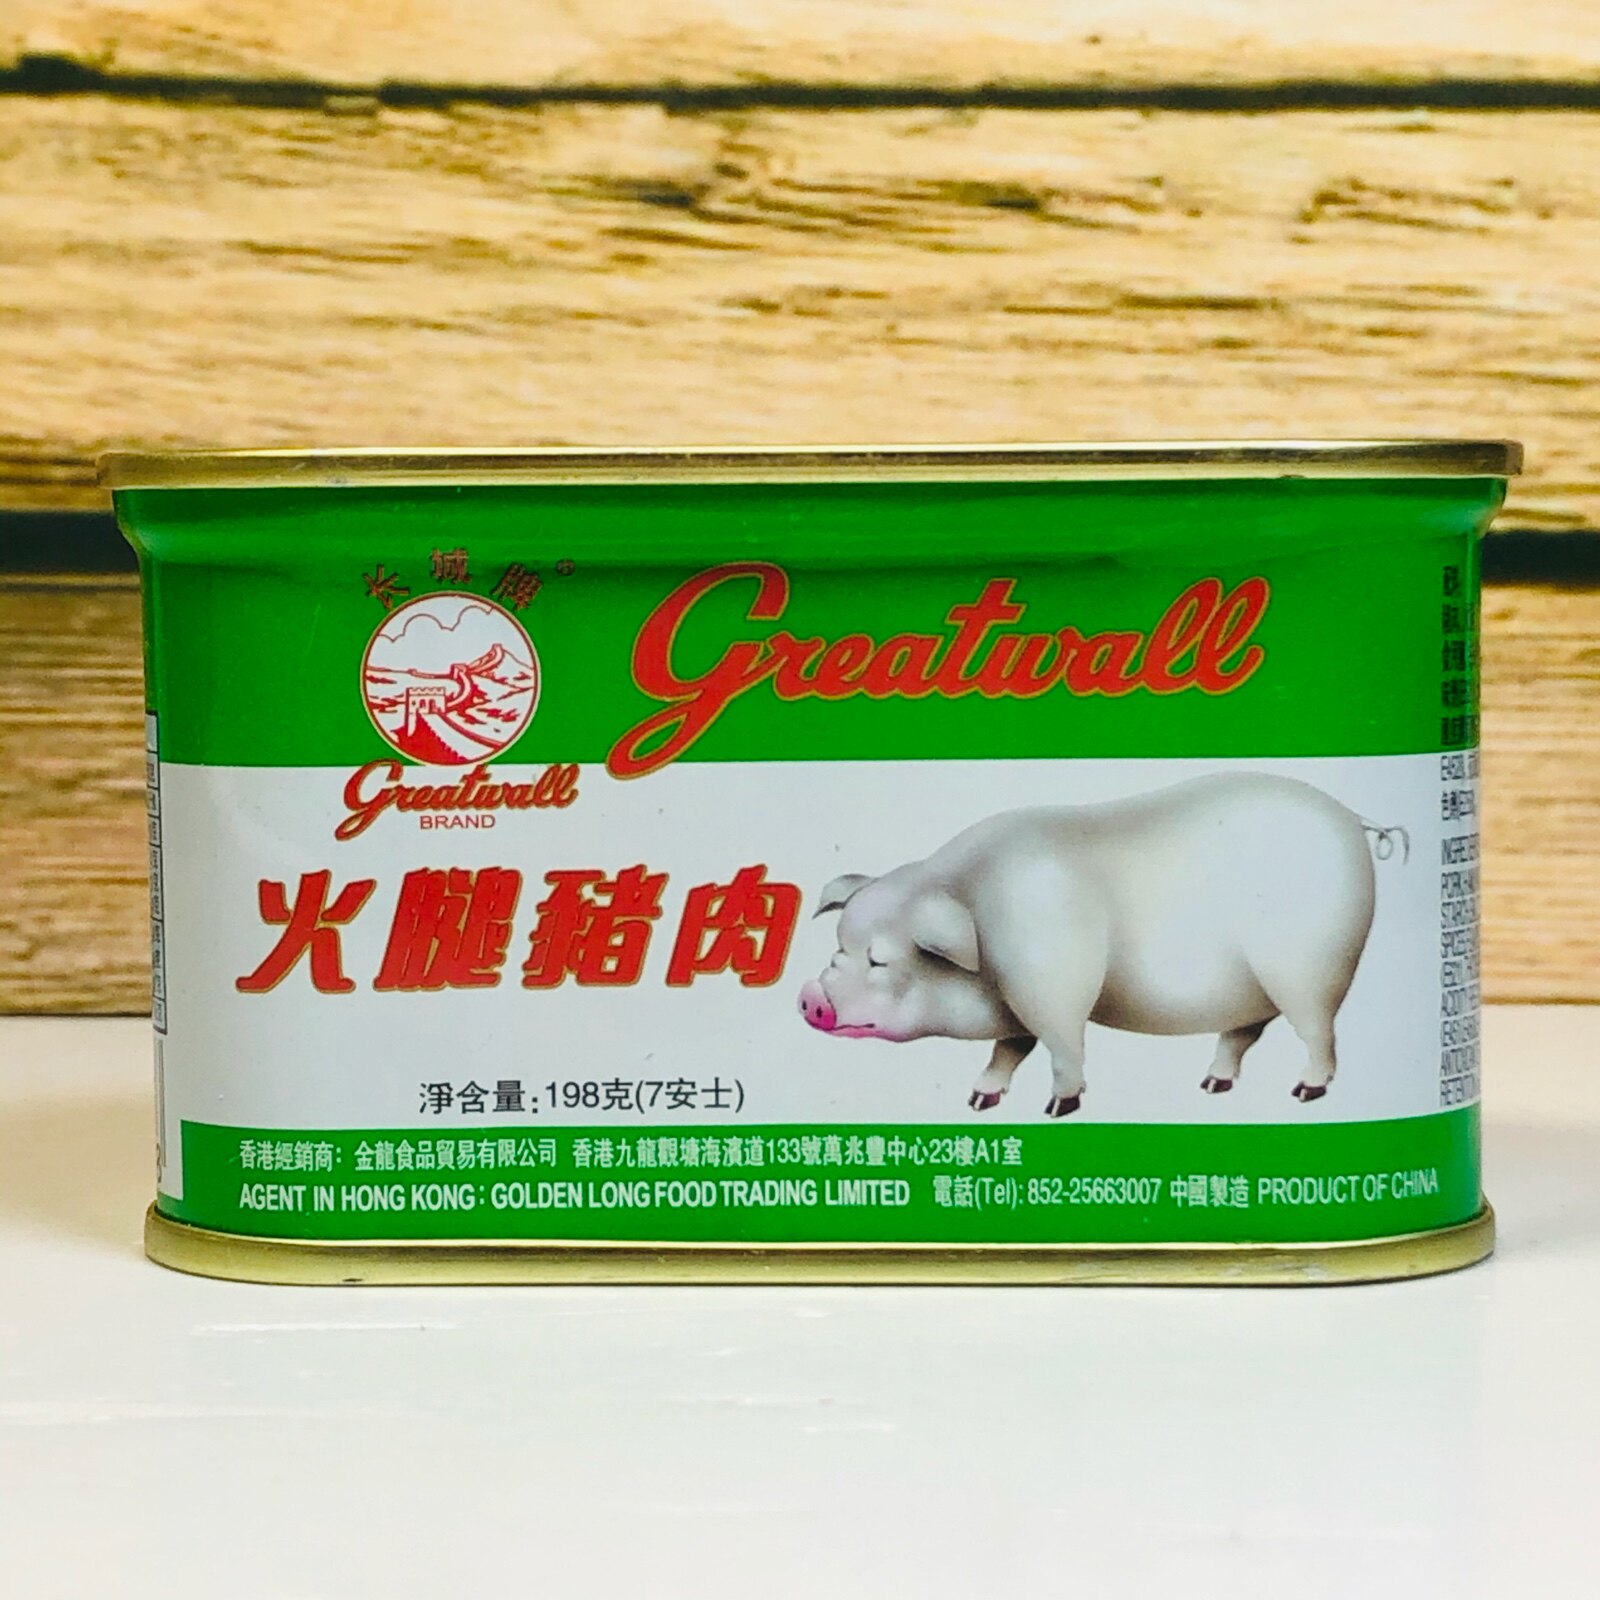 城牌®
Greatwall
Greatwall
BRAND
火腿豬肉
淨含量:198克(7安士)
香港經銷商: 金龍食品貿易有限公司 香港九龍觀塘海濱道133號萬兆豐中心23樓A1室
AGENT IN HONG KONG: GOLDEN LONG FOOD TRADING LIMITED 電話(Tel): 852-25663007 中國製造 PRODUCT OF CHINA